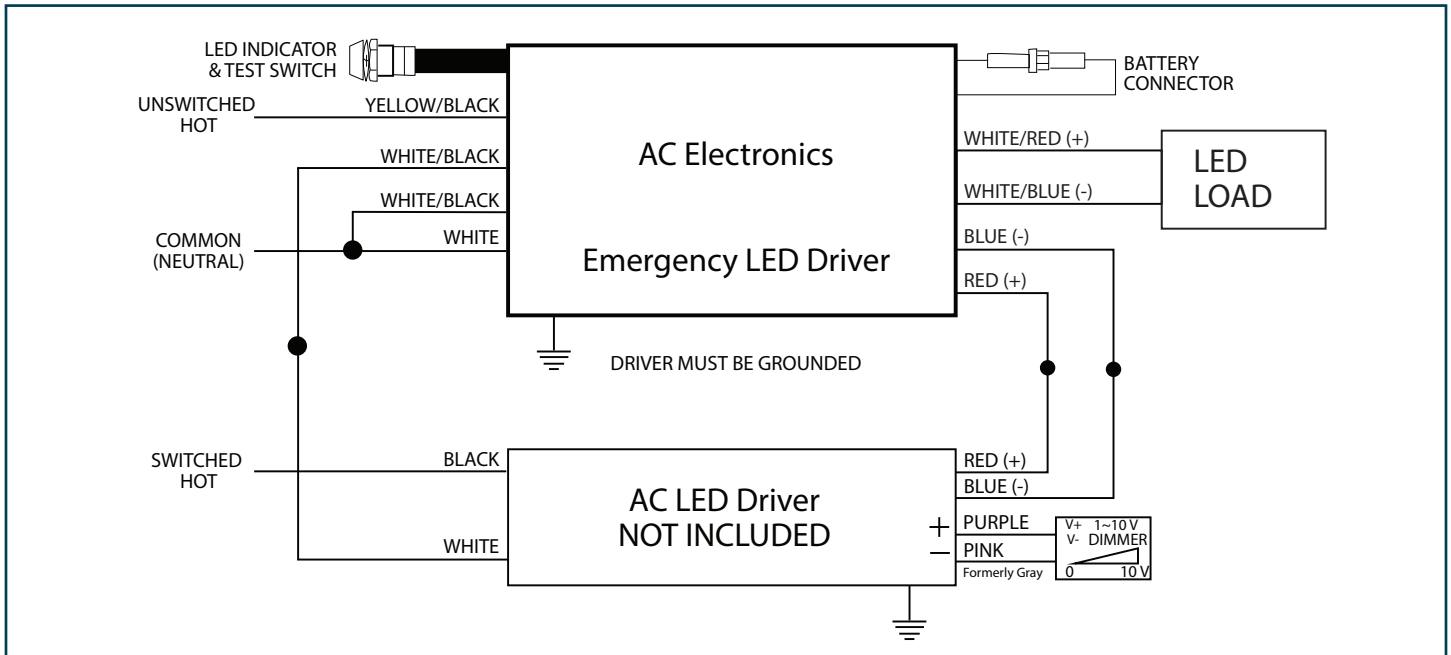 LED INDICATOR
& TEST SWITCH
BATTERY
CONNECTOR
UNSWITCHED
HOT
YELLOW/BLACK
WHITE/BLACK
WHITE/BLACK
COMMON
(NEUTRAL)
WHITE
AC Electronics
Emergency LED Driver
WHITE/RED (+)
WHITE/BLUE (-)
LED
LOAD
BLUE (-)
RED (+)
DRIVER MUST BE GROUNDED
SWITCHED
HOT
BLACK
WHITE
AC LED Driver
NOT INCLUDED
RED (+)
BLUE (-)
+ PURPLE
− PINK
Formerly Gray
V+ 1~10 V
V- DIMMER
0 10 V